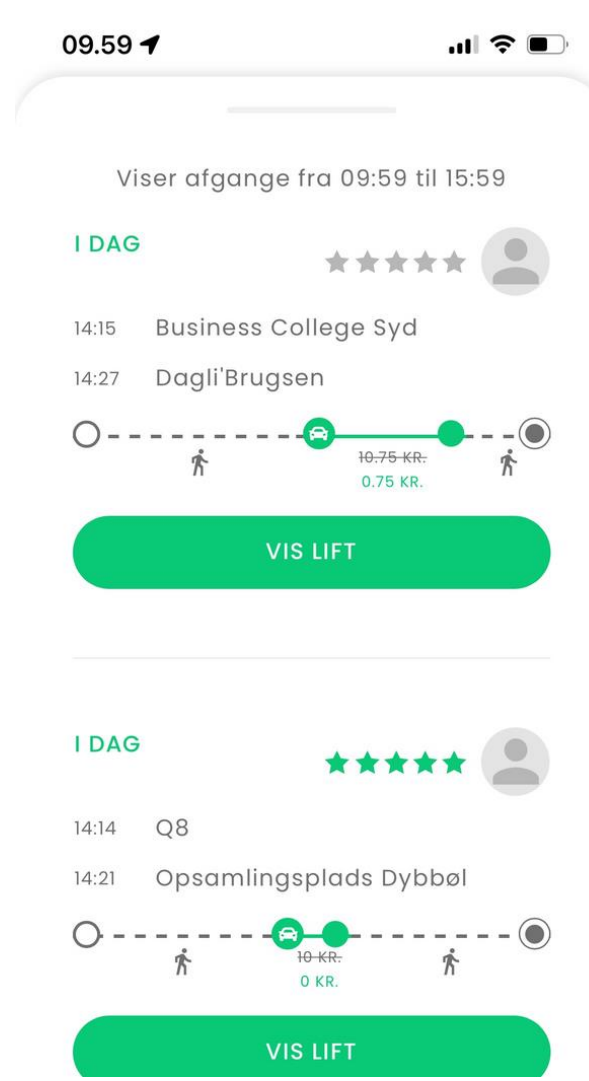 09.59
Viser afgange fra 09:59 til 15:59
I DAG
14:15 Business College Syd
14:27 Dagli'Brugsen
10.75 KR.
0.75 KR.
VIS LIFT
I DAG
14:14 Q8
14:21 Opsamlingsplads Dybbøl
10 KR.
0 KR.
VIS LIFT